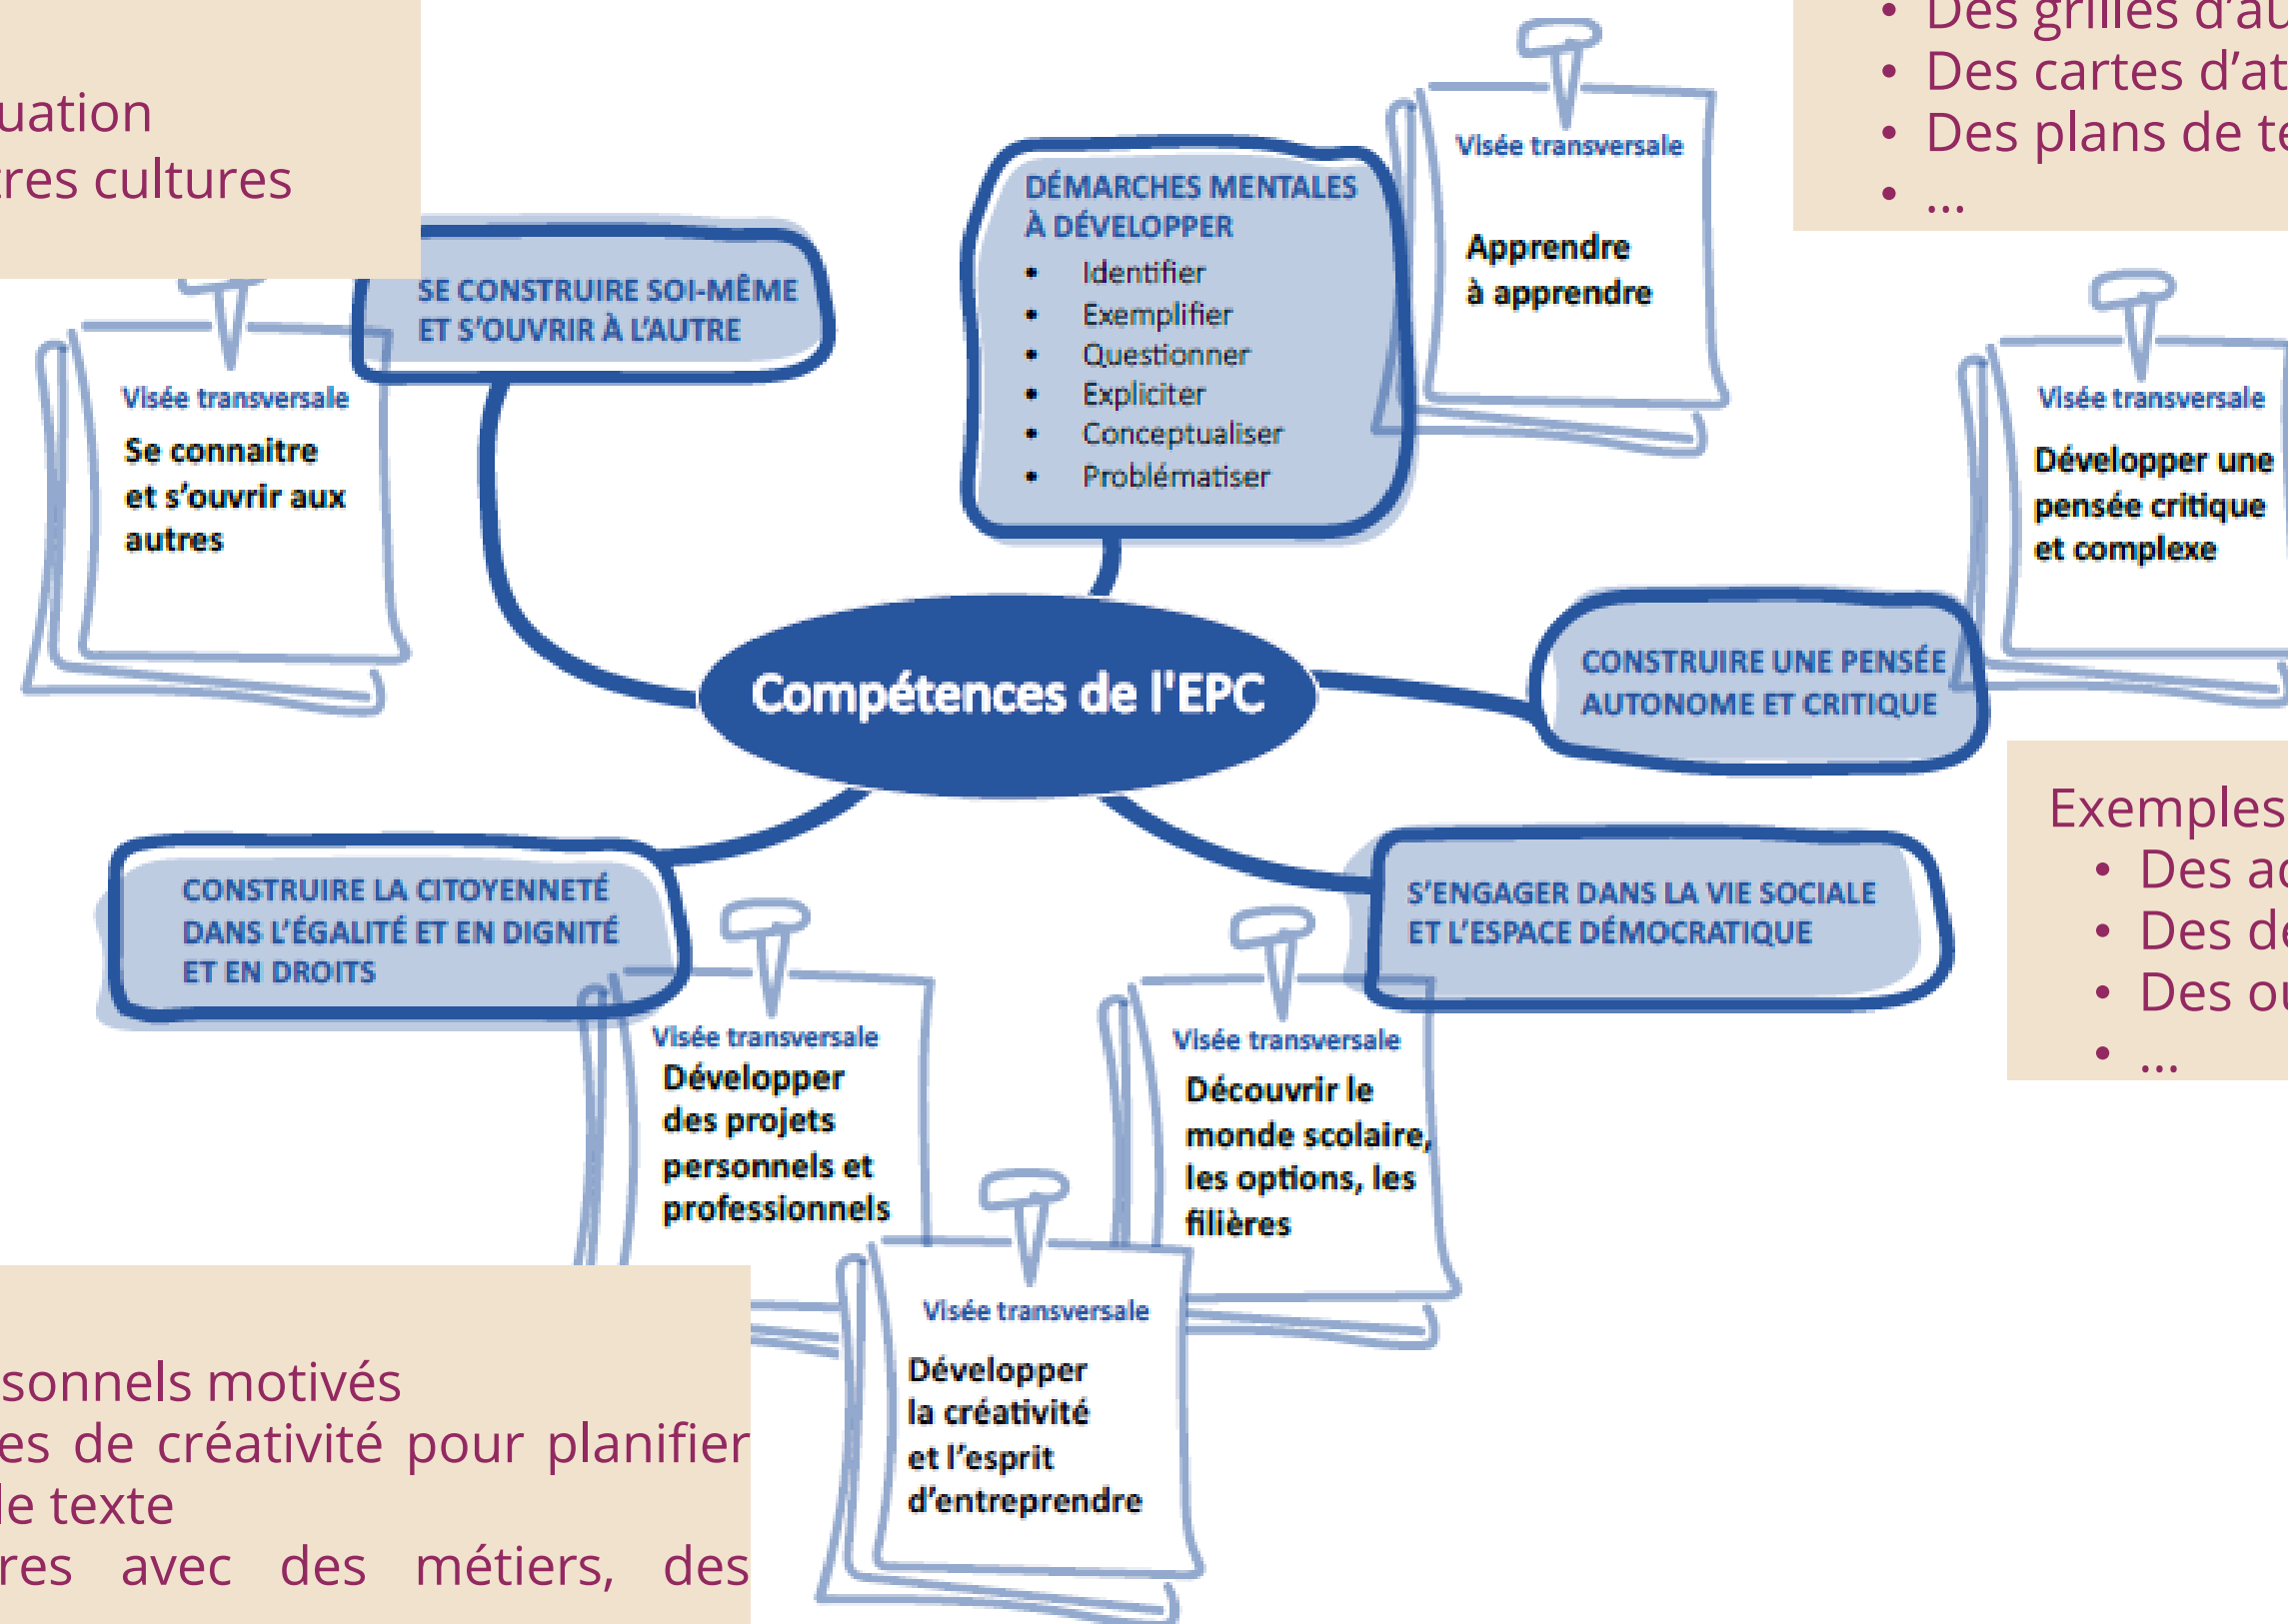 uation
tres cultures
Des grilles d'au
• Des cartes d'at
• Des plans de te
• ...
SE CONSTRUIRE SOI-MÊME
ET S'OUVRIR À L'AUTRE
Visée transversale
Se connaitre
et s'ouvrir aux
autres
DÉMARCHES MENTALES
À DÉVELOPPER
• Identifier
• Exemplifier
• Questionner
• Expliciter
• Conceptualiser
• Problématiser
Visée transversale
Apprendre
à apprendre
Visée transversale
Développer une
pensée critique
et complexe
Compétences de l'EPC
CONSTRUIRE UNE PENSÉE
AUTONOME ET CRITIQUE
Exemples
• Des ac
• Des dé
• Des ou
• ...
CONSTRUIRE LA CITOYENNETÉ
DANS L'ÉGALITÉ ET EN DIGNITÉ
ET EN DROITS
S'ENGAGER DANS LA VIE SOCIALE
ET L'ESPACE DÉMOCRATIQUE
Visée transversale
Développer
des projets
personnels et
professionnels
Visée transversale
Découvrir le
monde scolaire,
les options, les
filières
Visée transversale
Développer
la créativité
et l'esprit
d'entreprendre
sonnels motivés
es de créativité pour planifier
le texte
res avec des métiers, des